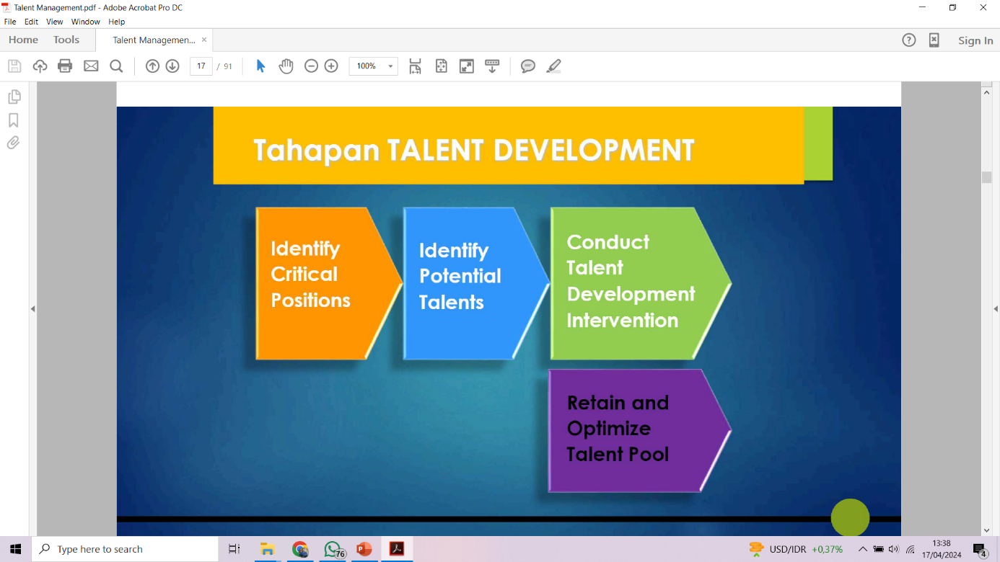 Talent Management.pdf - Adobe Acrobat Pro DC
File Edit View Window Help
Home Tools Talent Managemen... × Sign In
17 / 91 100%
Tahapan TALENT DEVELOPMENT
Identify
Critical
Positions
Identify
Potential
Talents
Conduct
Talent
Development
Intervention
Retain and
Optimize
Talent Pool
Type here to search
76
USD/IDR +0,37%
13:38
17/04/2024
4